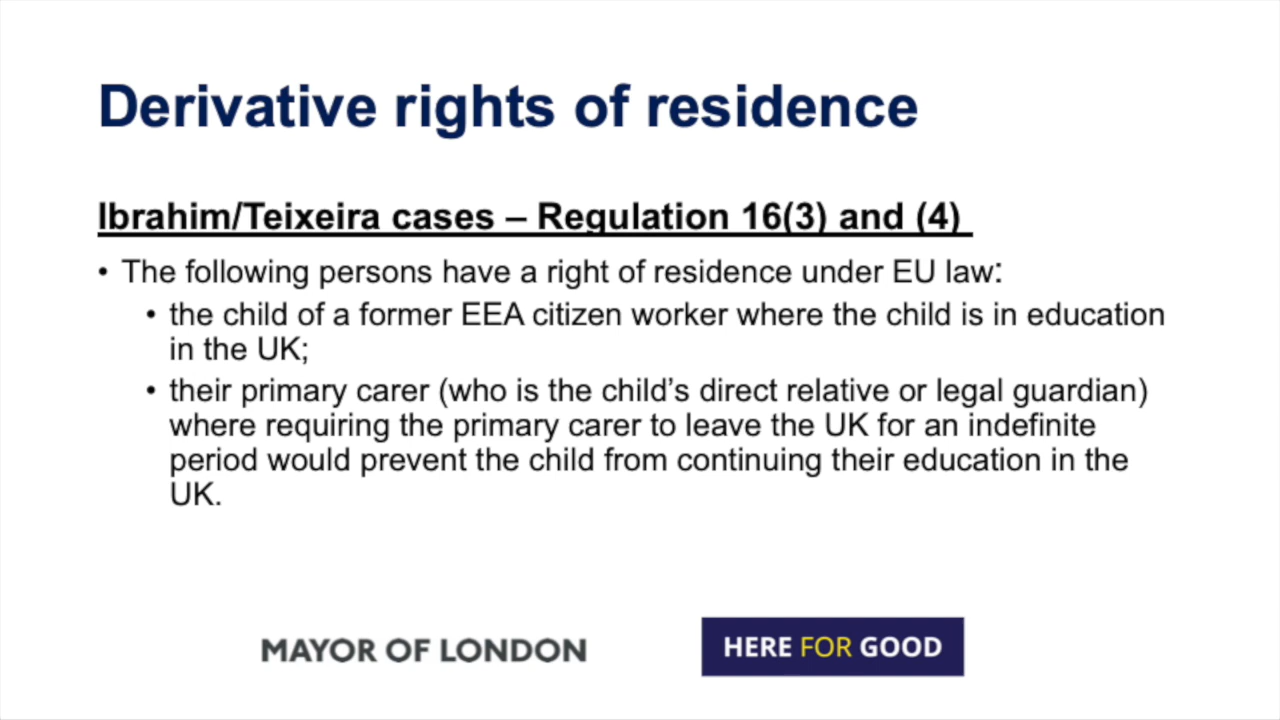 Derivative rights of residence
Ibrahim/Teixeira cases – Regulation 16(3) and (4)
• The following persons have a right of residence under EU law:
• the child of a former EEA citizen worker where the child is in education
in the UK;
• their primary carer (who is the child’s direct relative or legal guardian)
where requiring the primary carer to leave the UK for an indefinite
period would prevent the child from continuing their education in the
UK.
MAYOR OF LONDON
HERE FOR GOOD